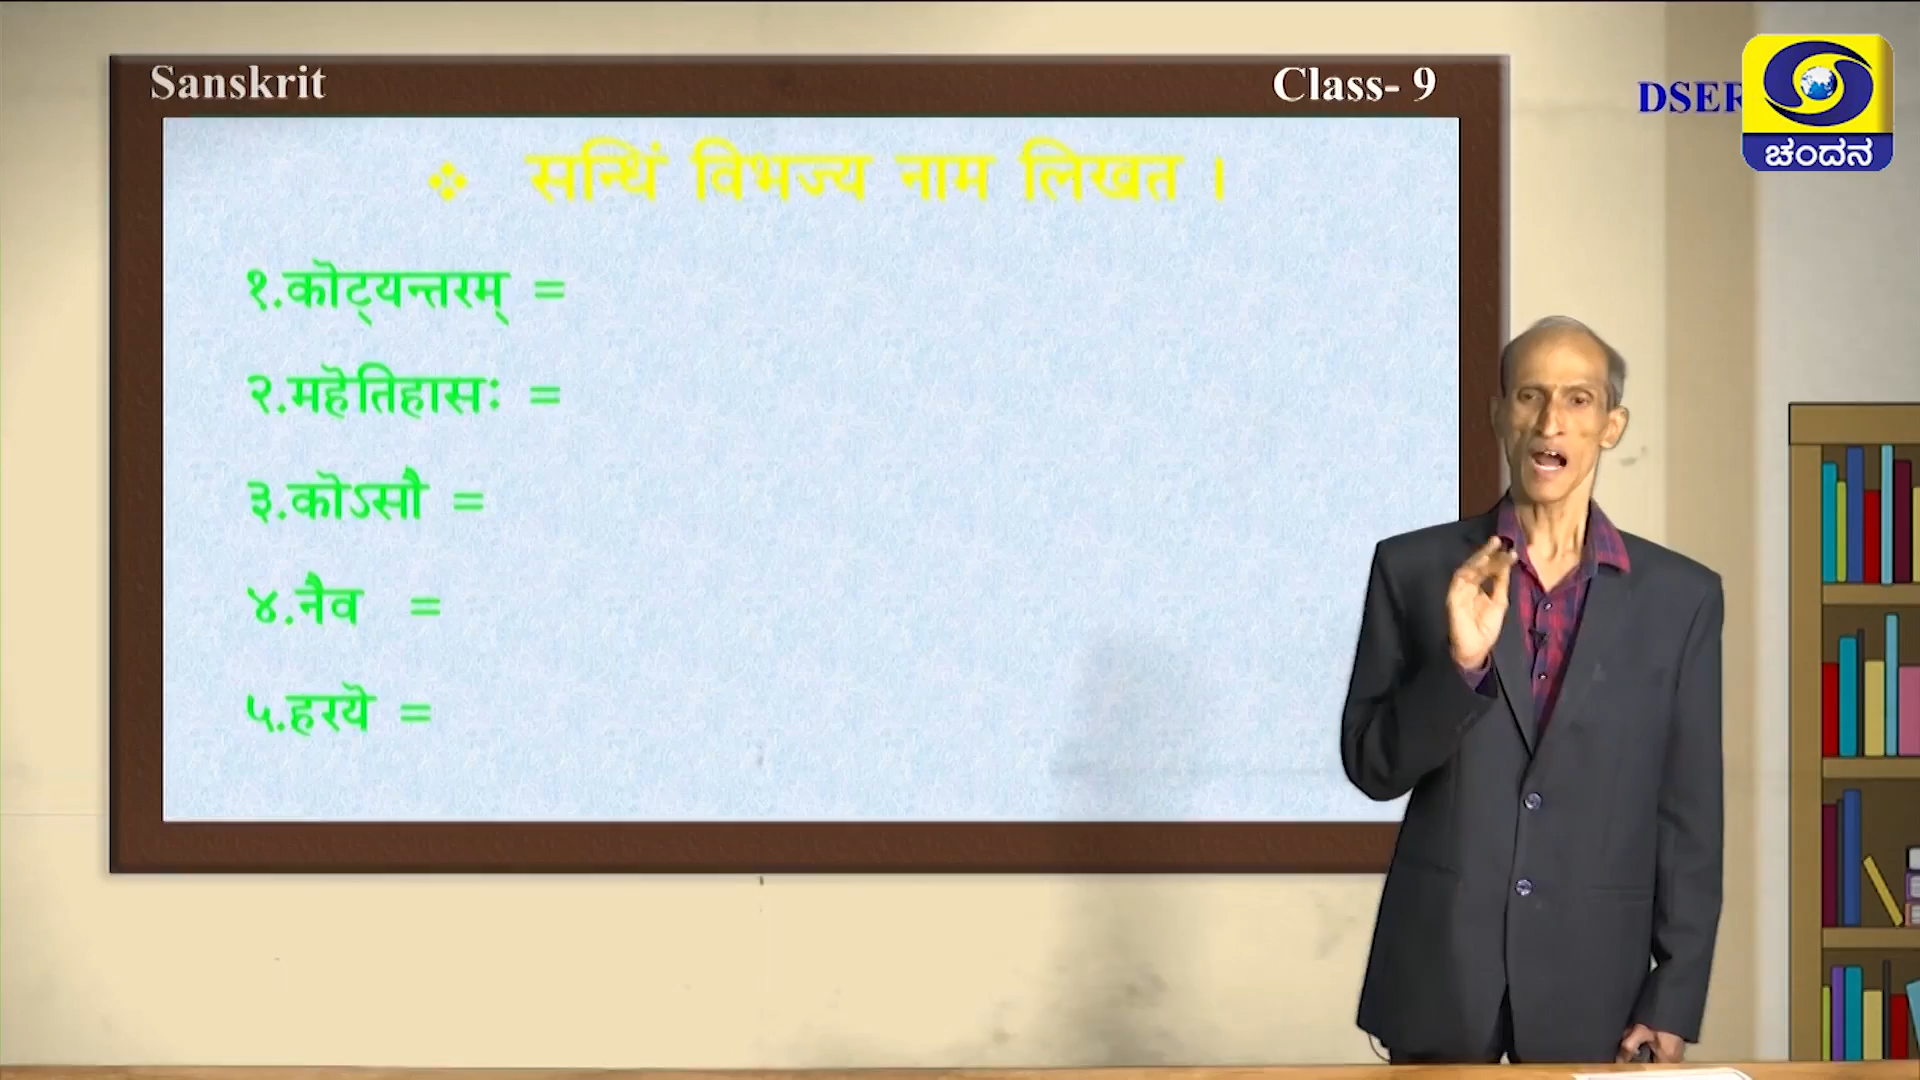 Sanskrit
Class- 9
DSER
ಚಂದನ
❖ सन्धिं विभज्य नाम लिखत ।
१.कॊट्‌यन्तरम् =
२.महॆतिहासः =
३.कॊऽसौ =
४.नैव =
५.हरयॆ =